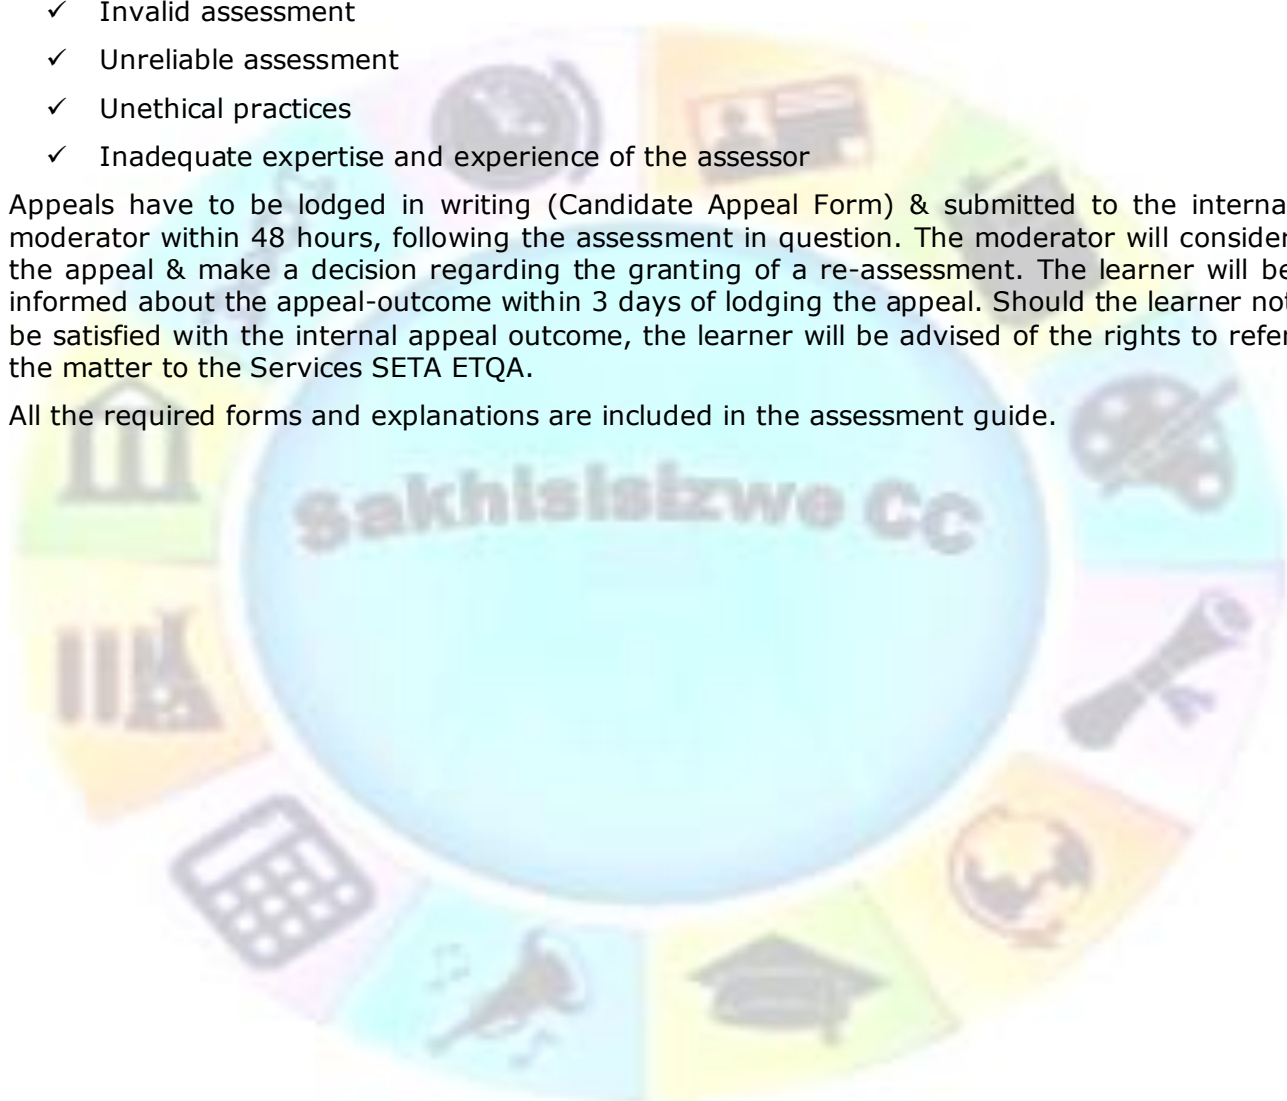 ✓ Invalid assessment
✓ Unreliable assessment
✓ Unethical practices
✓ Inadequate expertise and experience of the assessor
Appeals have to be lodged in writing (Candidate Appeal Form) & submitted to the interna
moderator within 48 hours, following the assessment in question. The moderator will consider
the appeal & make a decision regarding the granting of a re-assessment. The learner will be
informed about the appeal-outcome within 3 days of lodging the appeal. Should the learner not
be satisfied with the internal appeal outcome, the learner will be advised of the rights to refer
the matter to the Services SETA ETQA.
All the required forms and explanations are included in the assessment guide.
Sakhisisizwe CC